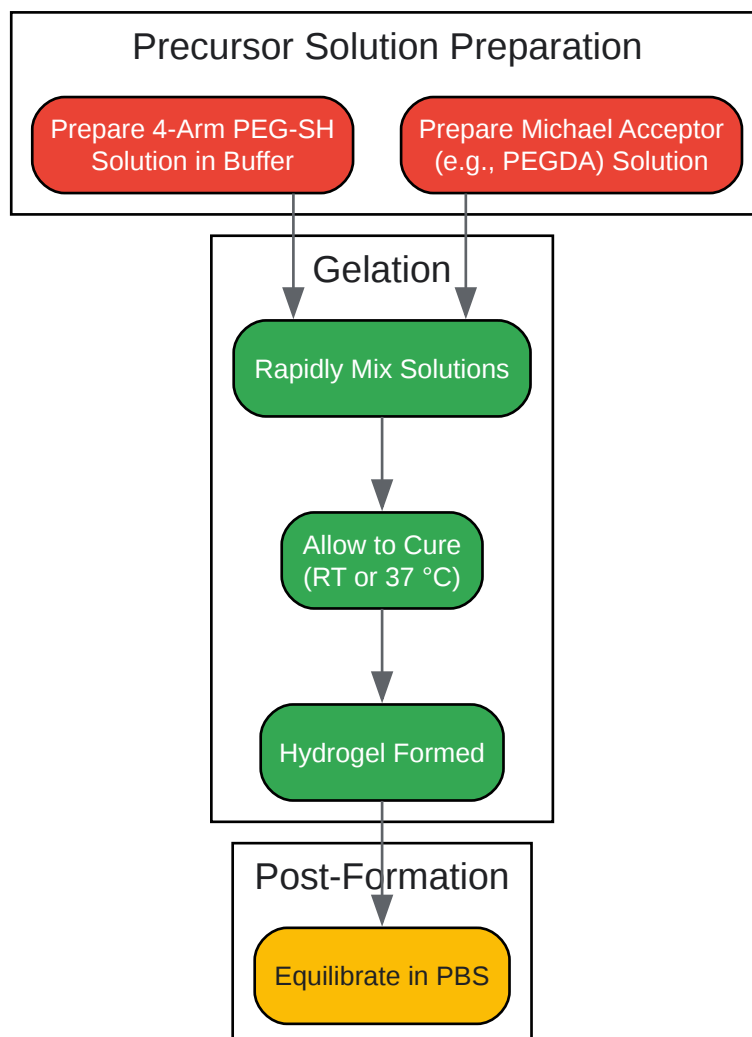 Precursor Solution Preparation
Prepare 4-Arm PEG-SH
Solution in Buffer
Prepare Michael Acceptor
(e.g., PEGDA) Solution
Gelation
Rapidly Mix Solutions
Allow to Cure
(RT or 37 °C)
Hydrogel Formed
Post-Formation
Equilibrate in PBS